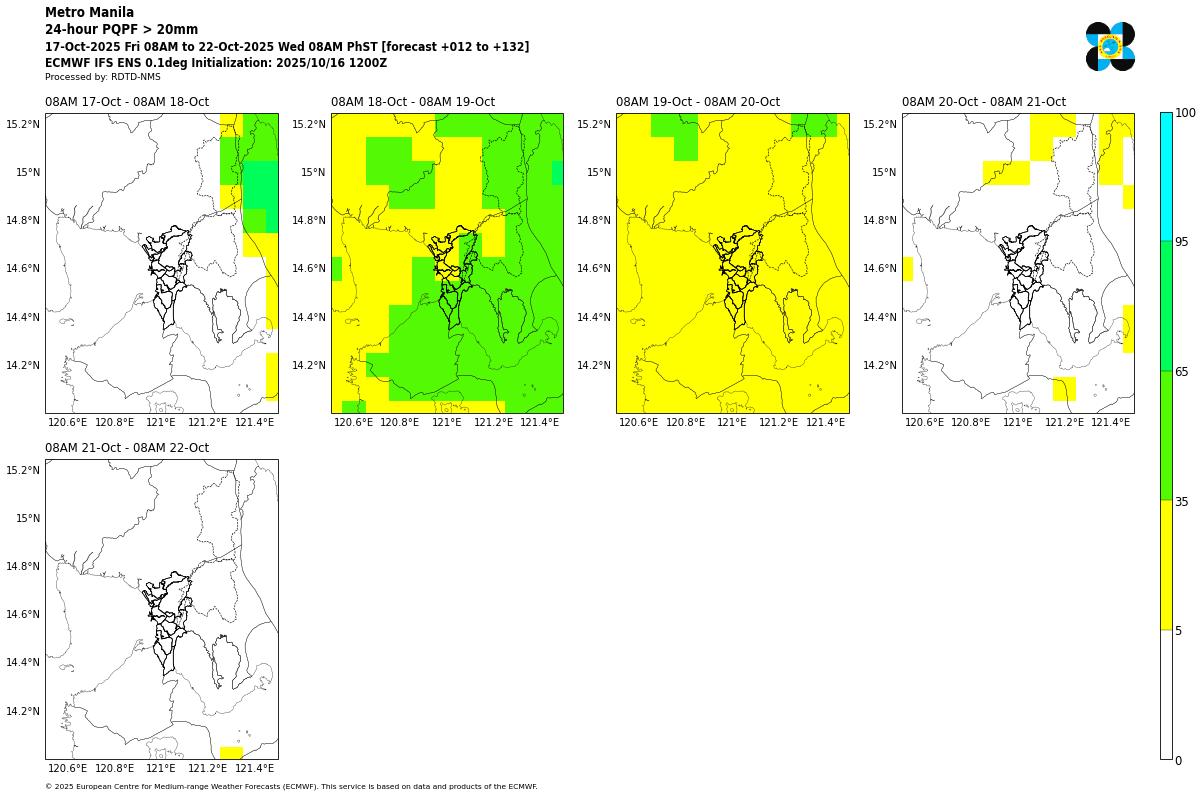 Metro Manila
24-hour PQPF > 20mm
17-Oct-2025 Fri 08AM to 22-Oct-2025 Wed 08AM PhST [forecast +012 to +132]
ECMWF IFS ENS 0.1deg Initialization: 2025/10/16 1200Z
Processed by: RDTD-NMS
08AM 17-Oct - 08AM 18-Oct
08AM 18-Oct - 08AM 19-Oct
08AM 19-Oct - 08AM 20-Oct
08AM 20-Oct - 08AM 21-Oct
15.2°N
15°N
14.8°N
14.6°N
14.4°N
14.2°N
120.6°E 120.8°E 121°E 121.2°E 121.4°E
15.2°N
15°N
14.8°N
14.6°N
14.4°N
14.2°N
120.6°E 120.8°E 121°E 121.2°E 121.4°E
15.2°N
15°N
14.8°N
14.6°N
14.4°N
14.2°N
120.6°E 120.8°E 121°E 121.2°E 121.4°E
15.2°N
15°N
14.8°N
14.6°N
14.4°N
14.2°N
120.6°E 120.8°E 121°E 121.2°E 121.4°E
100
95
65
35
5
0
08AM 21-Oct - 08AM 22-Oct
15.2°N
15°N
14.8°N
14.6°N
14.4°N
14.2°N
120.6°E 120.8°E 121°E 121.2°E 121.4°E
© 2025 European Centre for Medium-range Weather Forecasts (ECMWF). This service is based on data and products of the ECMWF.